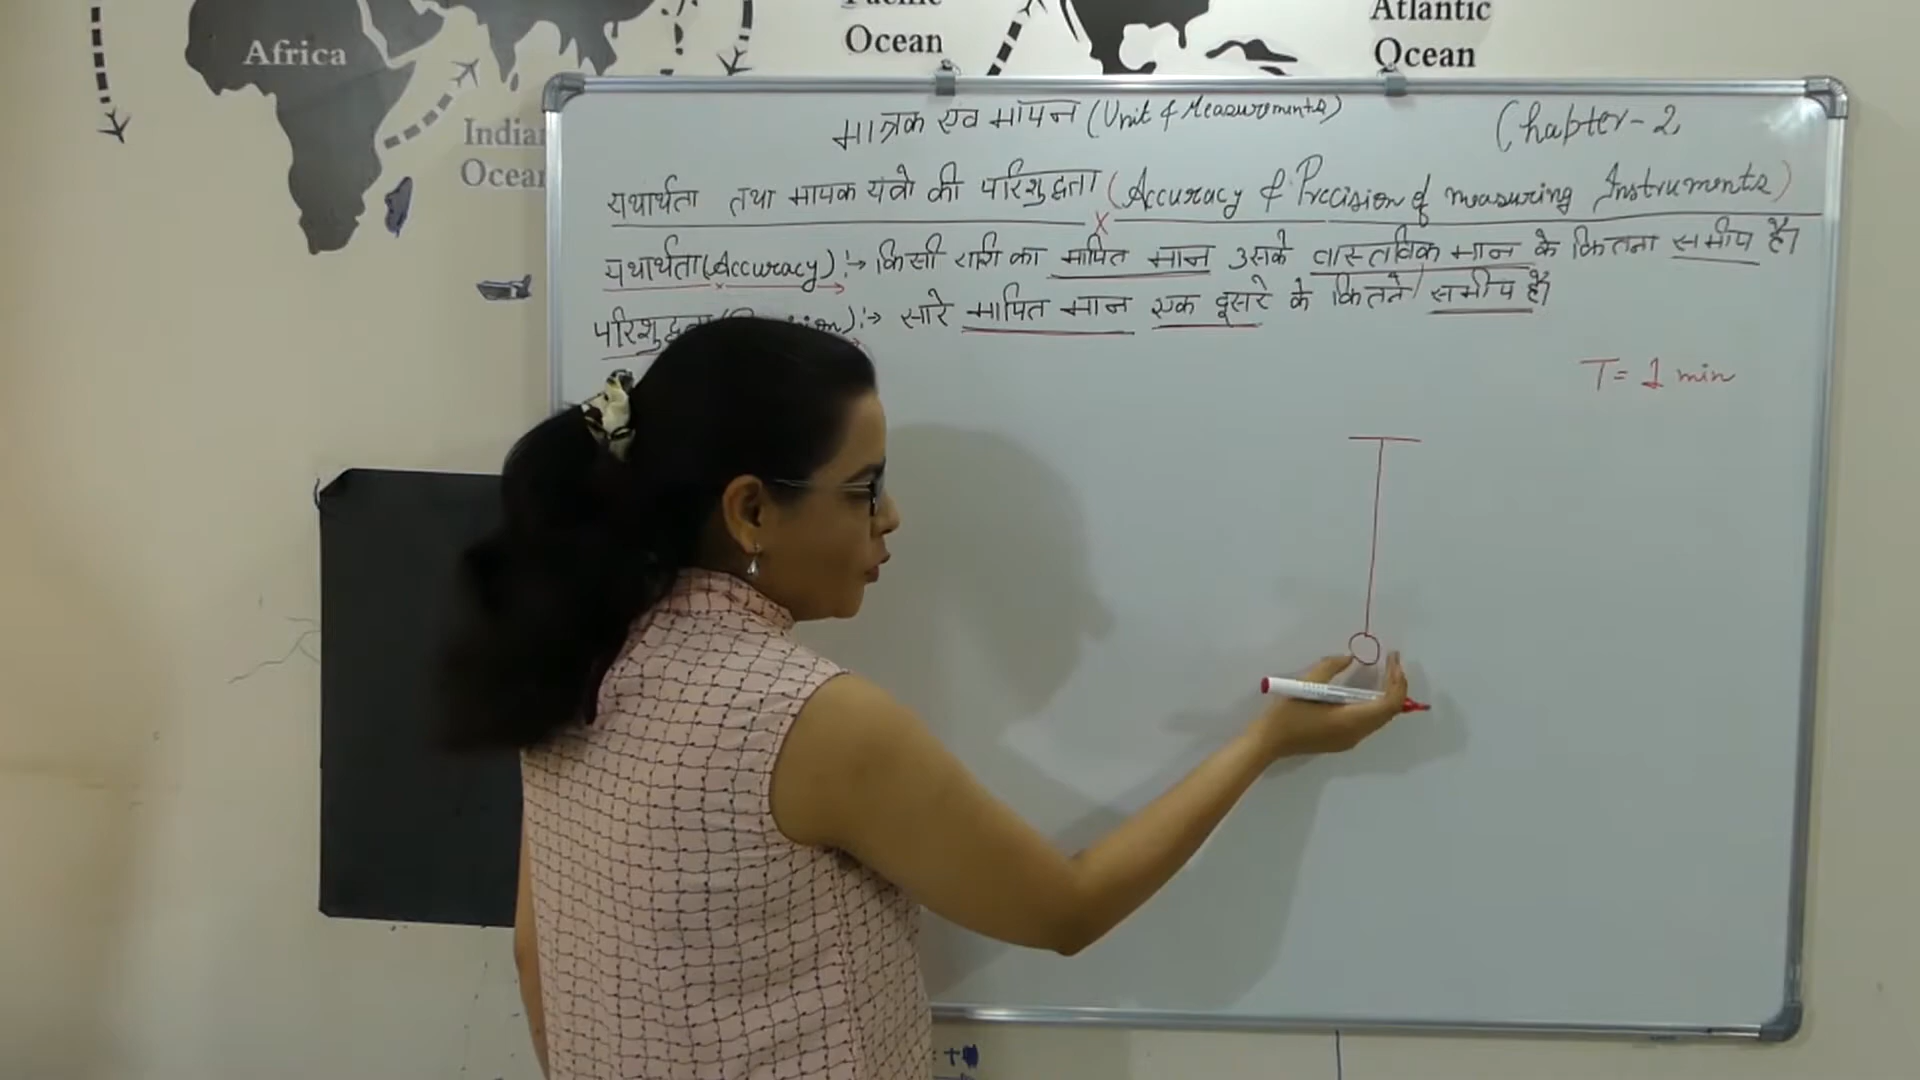 Africa
Pacific
Ocean
Atlantic
Ocean
Indian
Ocean
मात्रक एवं मापन (Unit & Measurements)
Chapter-2
यथार्थता तथा मापक यंत्रो की परिशुद्धता (Accuracy & Precision of measuring Instruments)
यथार्थता (Accuracy) :→ किसी राशि का मापित मान उसके वास्तविक मान के कितना समीप है।
:→ सारे मापित मान एक दूसरे के कितने समीप है।
T = 1 min